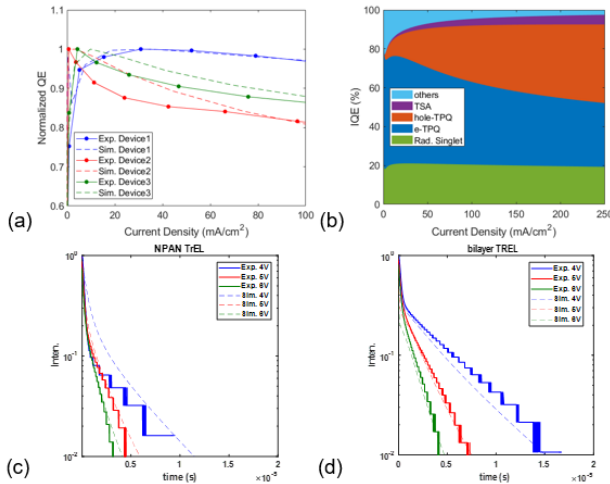 1
0.9
0.8
0.7
0.6
Normalized QE
Exp. Device1
Sim. Device1
Exp. Device2
Sim. Device2
Exp. Device3
Sim. Device3
0 20 40 60 80 100
Current Density (mA/cm²)
(a)
100
80
60
40
20
0
IQE (%)
others
TSA
hole-TPQ
e-TPQ
Rad. Singlet
0 50 100 150 200 250
Current Density (mA/cm²)
(b)
NPAN TrEL
10⁰
10⁻¹
10⁻²
Inten.
Exp. 4V
Exp. 5V
Exp. 6V
Sim. 4V
Sim. 5V
Sim. 6V
0.5 1 1.5 2
time (s) ×10⁻⁵
(c)
bilayer TREL
10⁰
10⁻¹
10⁻²
Inten.
Exp. 4V
Exp. 5V
Exp. 6V
Sim. 4V
Sim. 5V
Sim. 6V
0 0.5 1 1.5 2
time (s) ×10⁻⁵
(d)